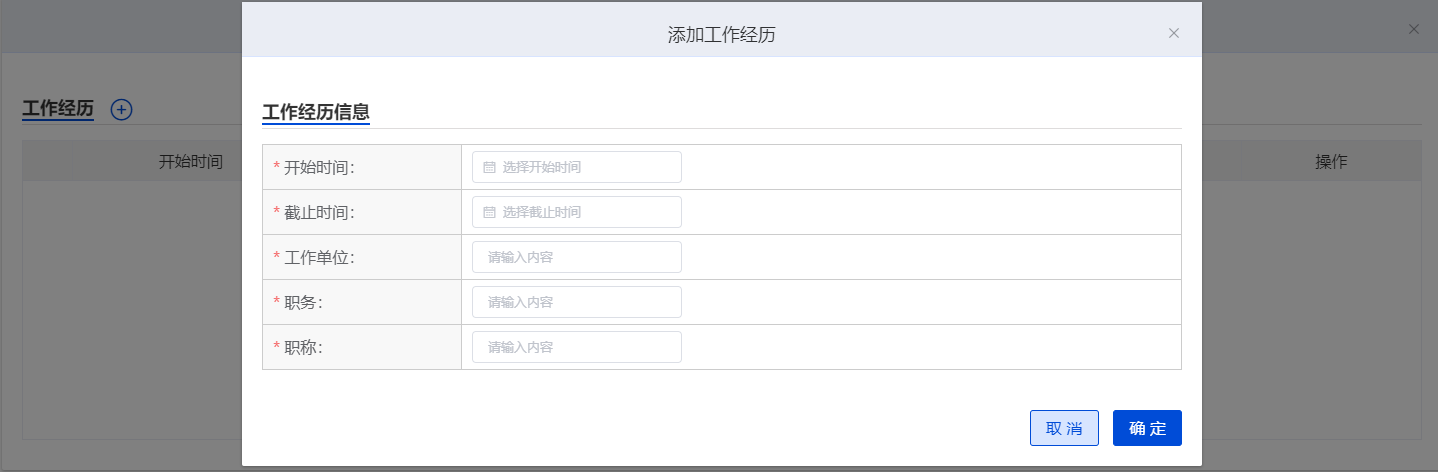 添加工作经历
工作经历
开始时间
操作
工作经历信息
* 开始时间： 选择开始时间
* 截止时间： 选择截止时间
* 工作单位： 请输入内容
* 职务： 请输入内容
* 职称： 请输入内容
取 消 确 定